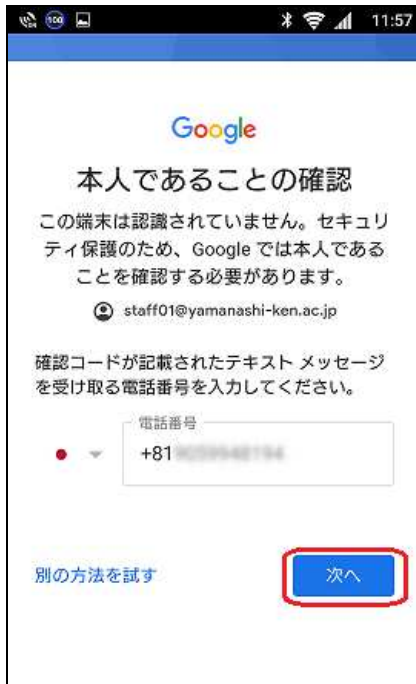 100
11:57
Google
本人であることの確認
この端末は認識されていません。セキュリ
ティ保護のため、Google では本人である
ことを確認する必要があります。
staff01@yamanashi-ken.ac.jp
確認コードが記載されたテキスト メッセージ
を受け取る電話番号を入力してください。
電話番号
+81
別の方法を試す
次へ